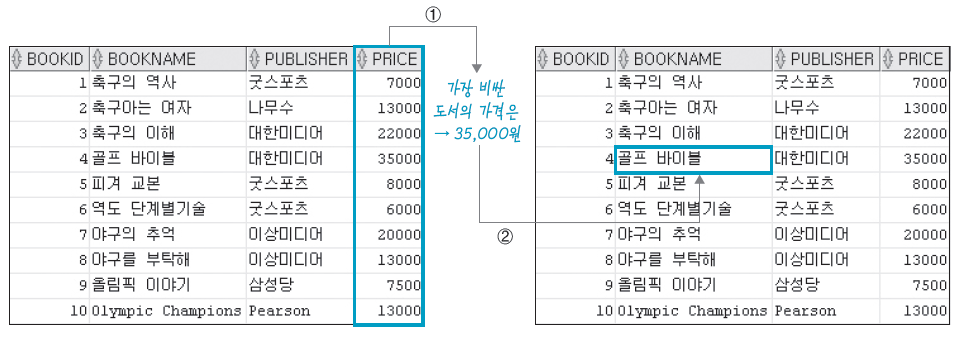 ①
BOOKID BOOKNAME PUBLISHER PRICE
1 축구의 역사 굿스포츠 7000
2 축구아는 여자 나무수 13000
3 축구의 이해 대한미디어 22000
4 골프 바이블 대한미디어 35000
5 피겨 교본 굿스포츠 8000
6 역도 단계별기술 굿스포츠 6000
7 야구의 추억 이상미디어 20000
8 야구를 부탁해 이상미디어 13000
9 올림픽 이야기 삼성당 7500
10 Olympic Champions Pearson 13000
가장 비싼
도서의 가격은
→ 35,000원
②
BOOKID BOOKNAME PUBLISHER PRICE
1 축구의 역사 굿스포츠 7000
2 축구아는 여자 나무수 13000
3 축구의 이해 대한미디어 22000
4 골프 바이블 대한미디어 35000
5 피겨 교본 굿스포츠 8000
6 역도 단계별기술 굿스포츠 6000
7 야구의 추억 이상미디어 20000
8 야구를 부탁해 이상미디어 13000
9 올림픽 이야기 삼성당 7500
10 Olympic Champions Pearson 13000